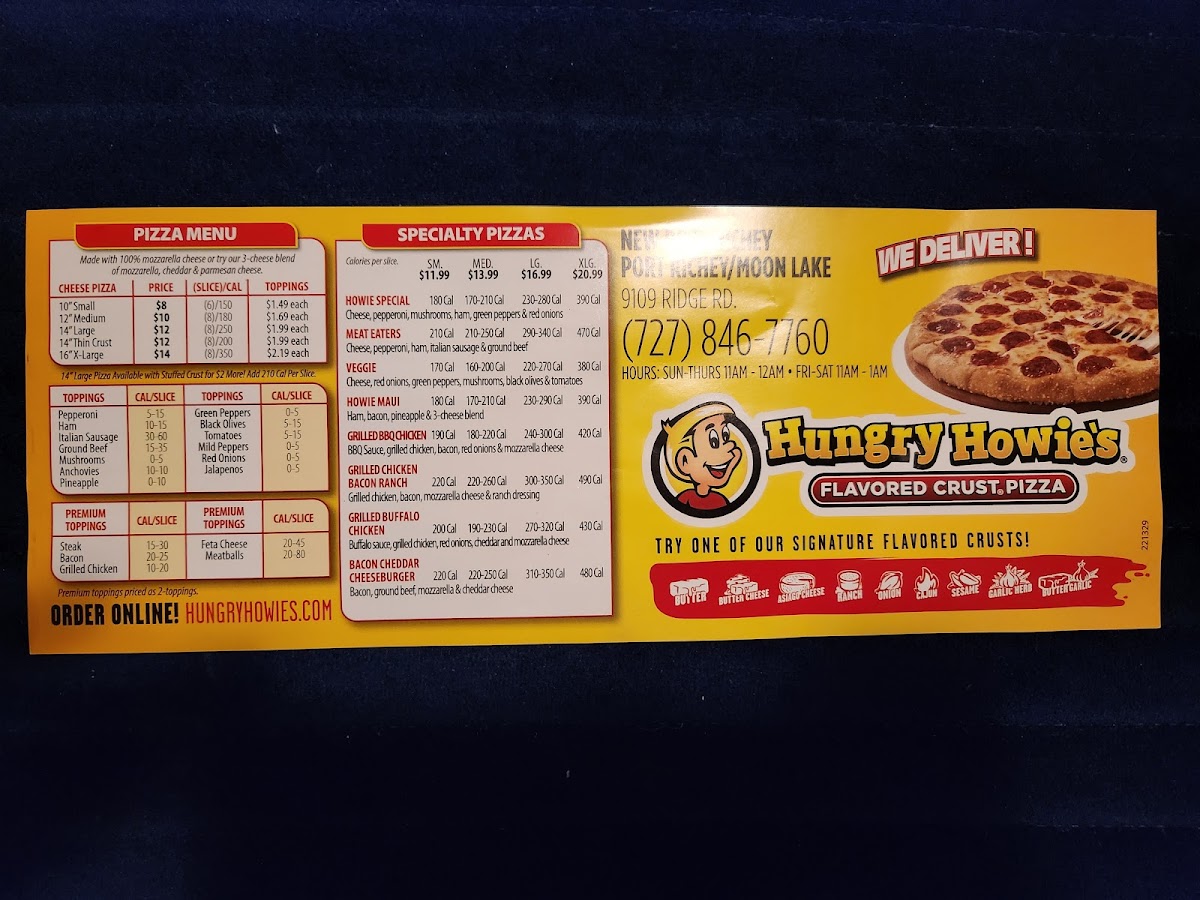 PIZZA MENU
Made with 100% mozzarella cheese or try our 3-cheese blend
of mozzarella, cheddar & parmesan cheese.
CHEESE PIZZA PRICE (SLICE)/CAL TOPPINGS
10" Small $8 (6)/150 $1.49 each
12" Medium $10 (8)/180 $1.69 each
14" Large $12 (8)/250 $1.99 each
14" Thin Crust $12 (8)/200 $1.99 each
16" X-Large $14 (8)/350 $2.19 each
14" Large Pizza Available with Stuffed Crust for $2 More! Add 210 Cal Per Slice.
TOPPINGS CAL/SLICE TOPPINGS CAL/SLICE
Pepperoni 5-15 Green Peppers 0-5
Ham 10-15 Black Olives 5-15
Italian Sausage 30-60 Tomatoes 5-15
Ground Beef 15-35 Mild Peppers 0-5
Mushrooms 0-5 Red Onions 0-5
Anchovies 10-10 Jalapenos 0-5
Pineapple 0-10
PREMIUM TOPPINGS CAL/SLICE PREMIUM TOPPINGS CAL/SLICE
Steak 15-30 Feta Cheese 20-45
Bacon 20-25 Meatballs 20-80
Grilled Chicken 10-20
Premium toppings priced as 2-toppings.
ORDER ONLINE! HUNGRYHOWIES.COM
SPECIALTY PIZZAS
Calories per slice. SM. MED. LG. XLG.
$11.99 $13.99 $16.99 $20.99
HOWIE SPECIAL 180 Cal 170-210 Cal 230-280 Cal 390 Cal
Cheese, pepperoni, mushrooms, ham, green peppers & red onions
MEAT EATERS 210 Cal 210-250 Cal 290-340 Cal 470 Cal
Cheese, pepperoni, ham, italian sausage & ground beef
VEGGIE 170 Cal 160-200 Cal 220-270 Cal 380 Cal
Cheese, red onions, green peppers, mushrooms, black olives & tomatoes
HOWIE MAUI 180 Cal 170-210 Cal 230-290 Cal 390 Cal
Ham, bacon, pineapple & 3-cheese blend
GRILLED BBQ CHICKEN 190 Cal 180-220 Cal 240-300 Cal 420 Cal
BBQ Sauce, grilled chicken, bacon, red onions & mozzarella cheese
GRILLED CHICKEN
BACON RANCH 220 Cal 220-260 Cal 300-350 Cal 490 Cal
Grilled chicken, bacon, mozzarella cheese & ranch dressing
GRILLED BUFFALO
CHICKEN 200 Cal 190-230 Cal 270-320 Cal 430 Cal
Buffalo sauce, grilled chicken, red onions, cheddar and mozzarella cheese
BACON CHEDDAR
CHEESEBURGER 220 Cal 220-250 Cal 310-350 Cal 480 Cal
Bacon, ground beef, mozzarella & cheddar cheese
PORT RICHEY/MOON LAKE
9109 RIDGE RD.
(727) 846-7760
HOURS: SUN-THURS 11AM - 12AM • FRI-SAT 11AM - 1AM
WE DELIVER!
Hungry Howie's®
FLAVORED CRUST® PIZZA
TRY ONE OF OUR SIGNATURE FLAVORED CRUSTS!
BUTTER BUTTER CHEESE ASIAGO CHEESE RANCH ONION CAJUN SESAME GARLIC HERB BUTTER GARLIC
221329